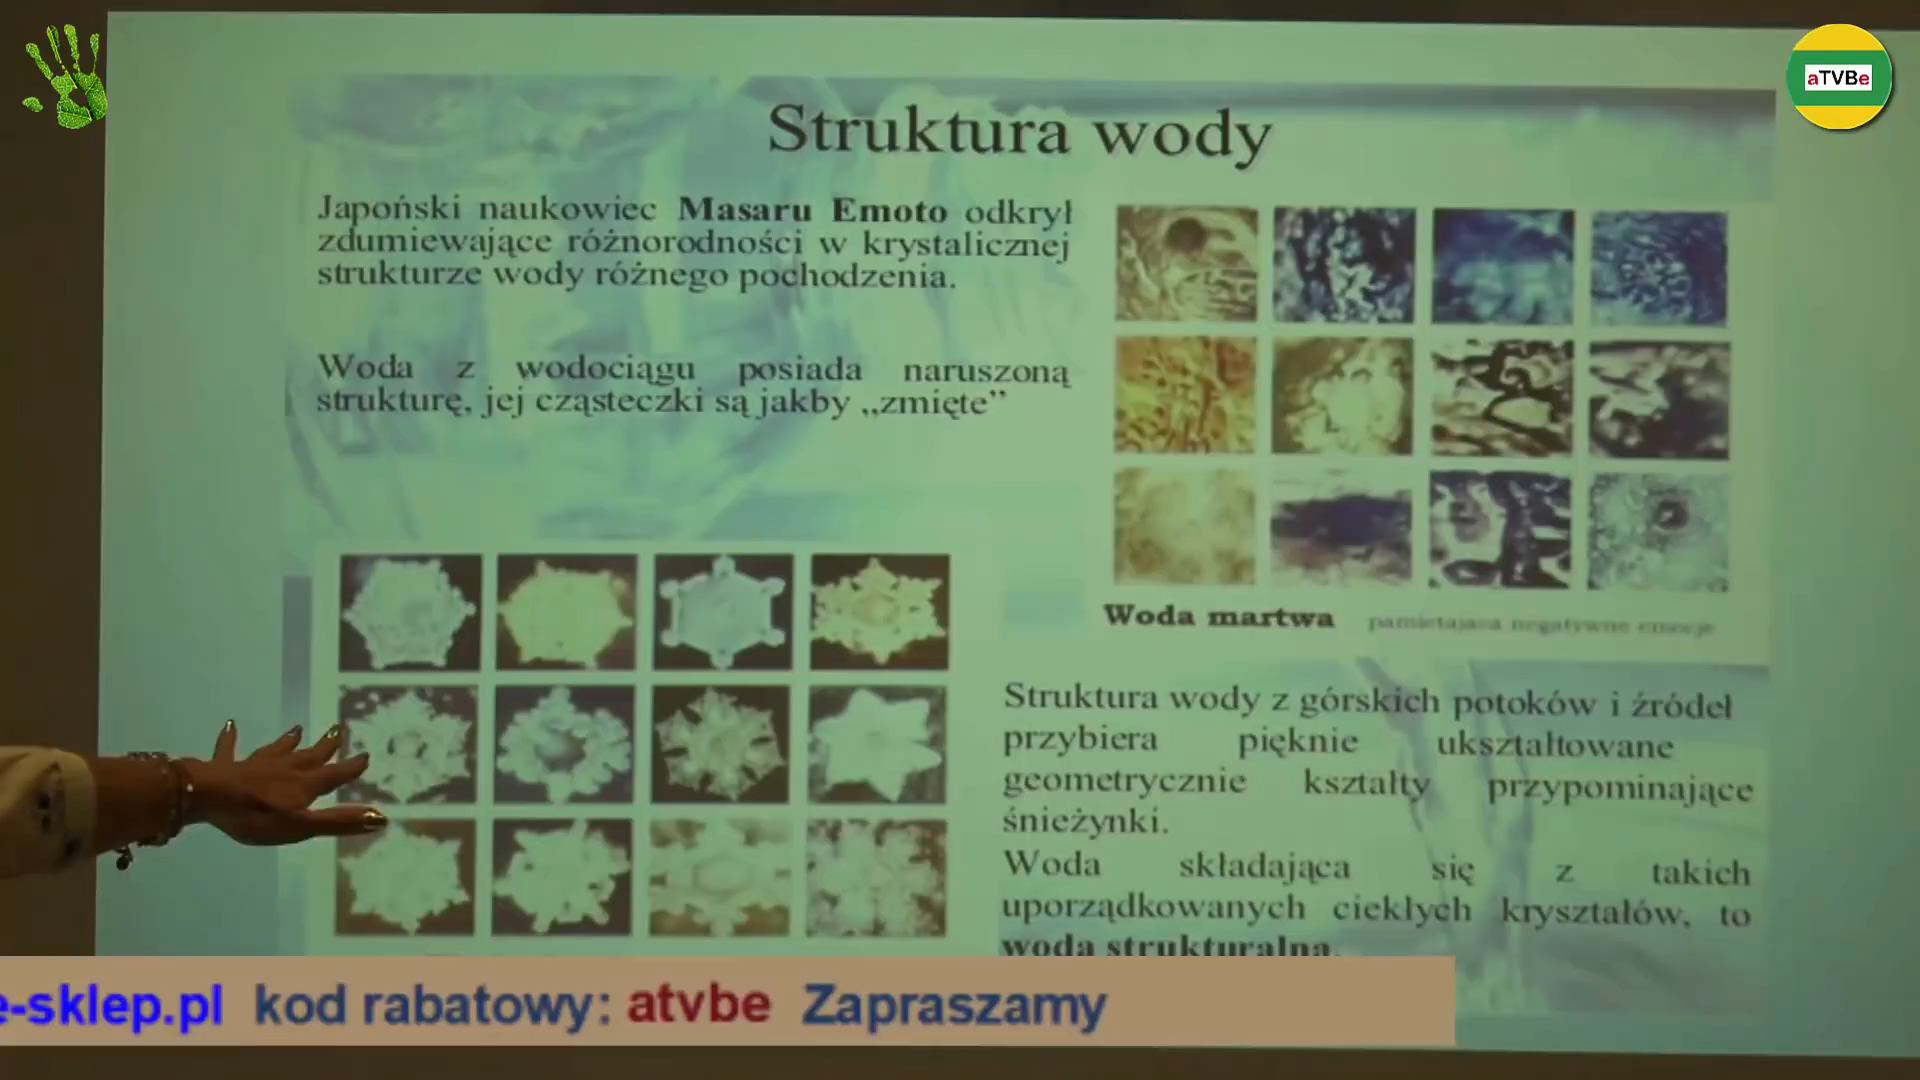 aTVBe
Struktura wody
Japoński naukowiec Masaru Emoto odkrył
zdumiewające różnorodności w krystalicznej
strukturze wody różnego pochodzenia.
Woda z wodociągu posiada naruszoną
strukturę, jej cząsteczki są jakby „zmięte”
Woda martwa pamiętająca negatywne emocje
Struktura wody z górskich potoków i źródeł
przybiera pięknie ukształtowane
geometrycznie kształty przypominające
śnieżynki.
Woda składająca się z takich
uporządkowanych ciekłych kryształów, to
woda strukturalna.
e-sklep.pl kod rabatowy: atvbe Zapraszamy